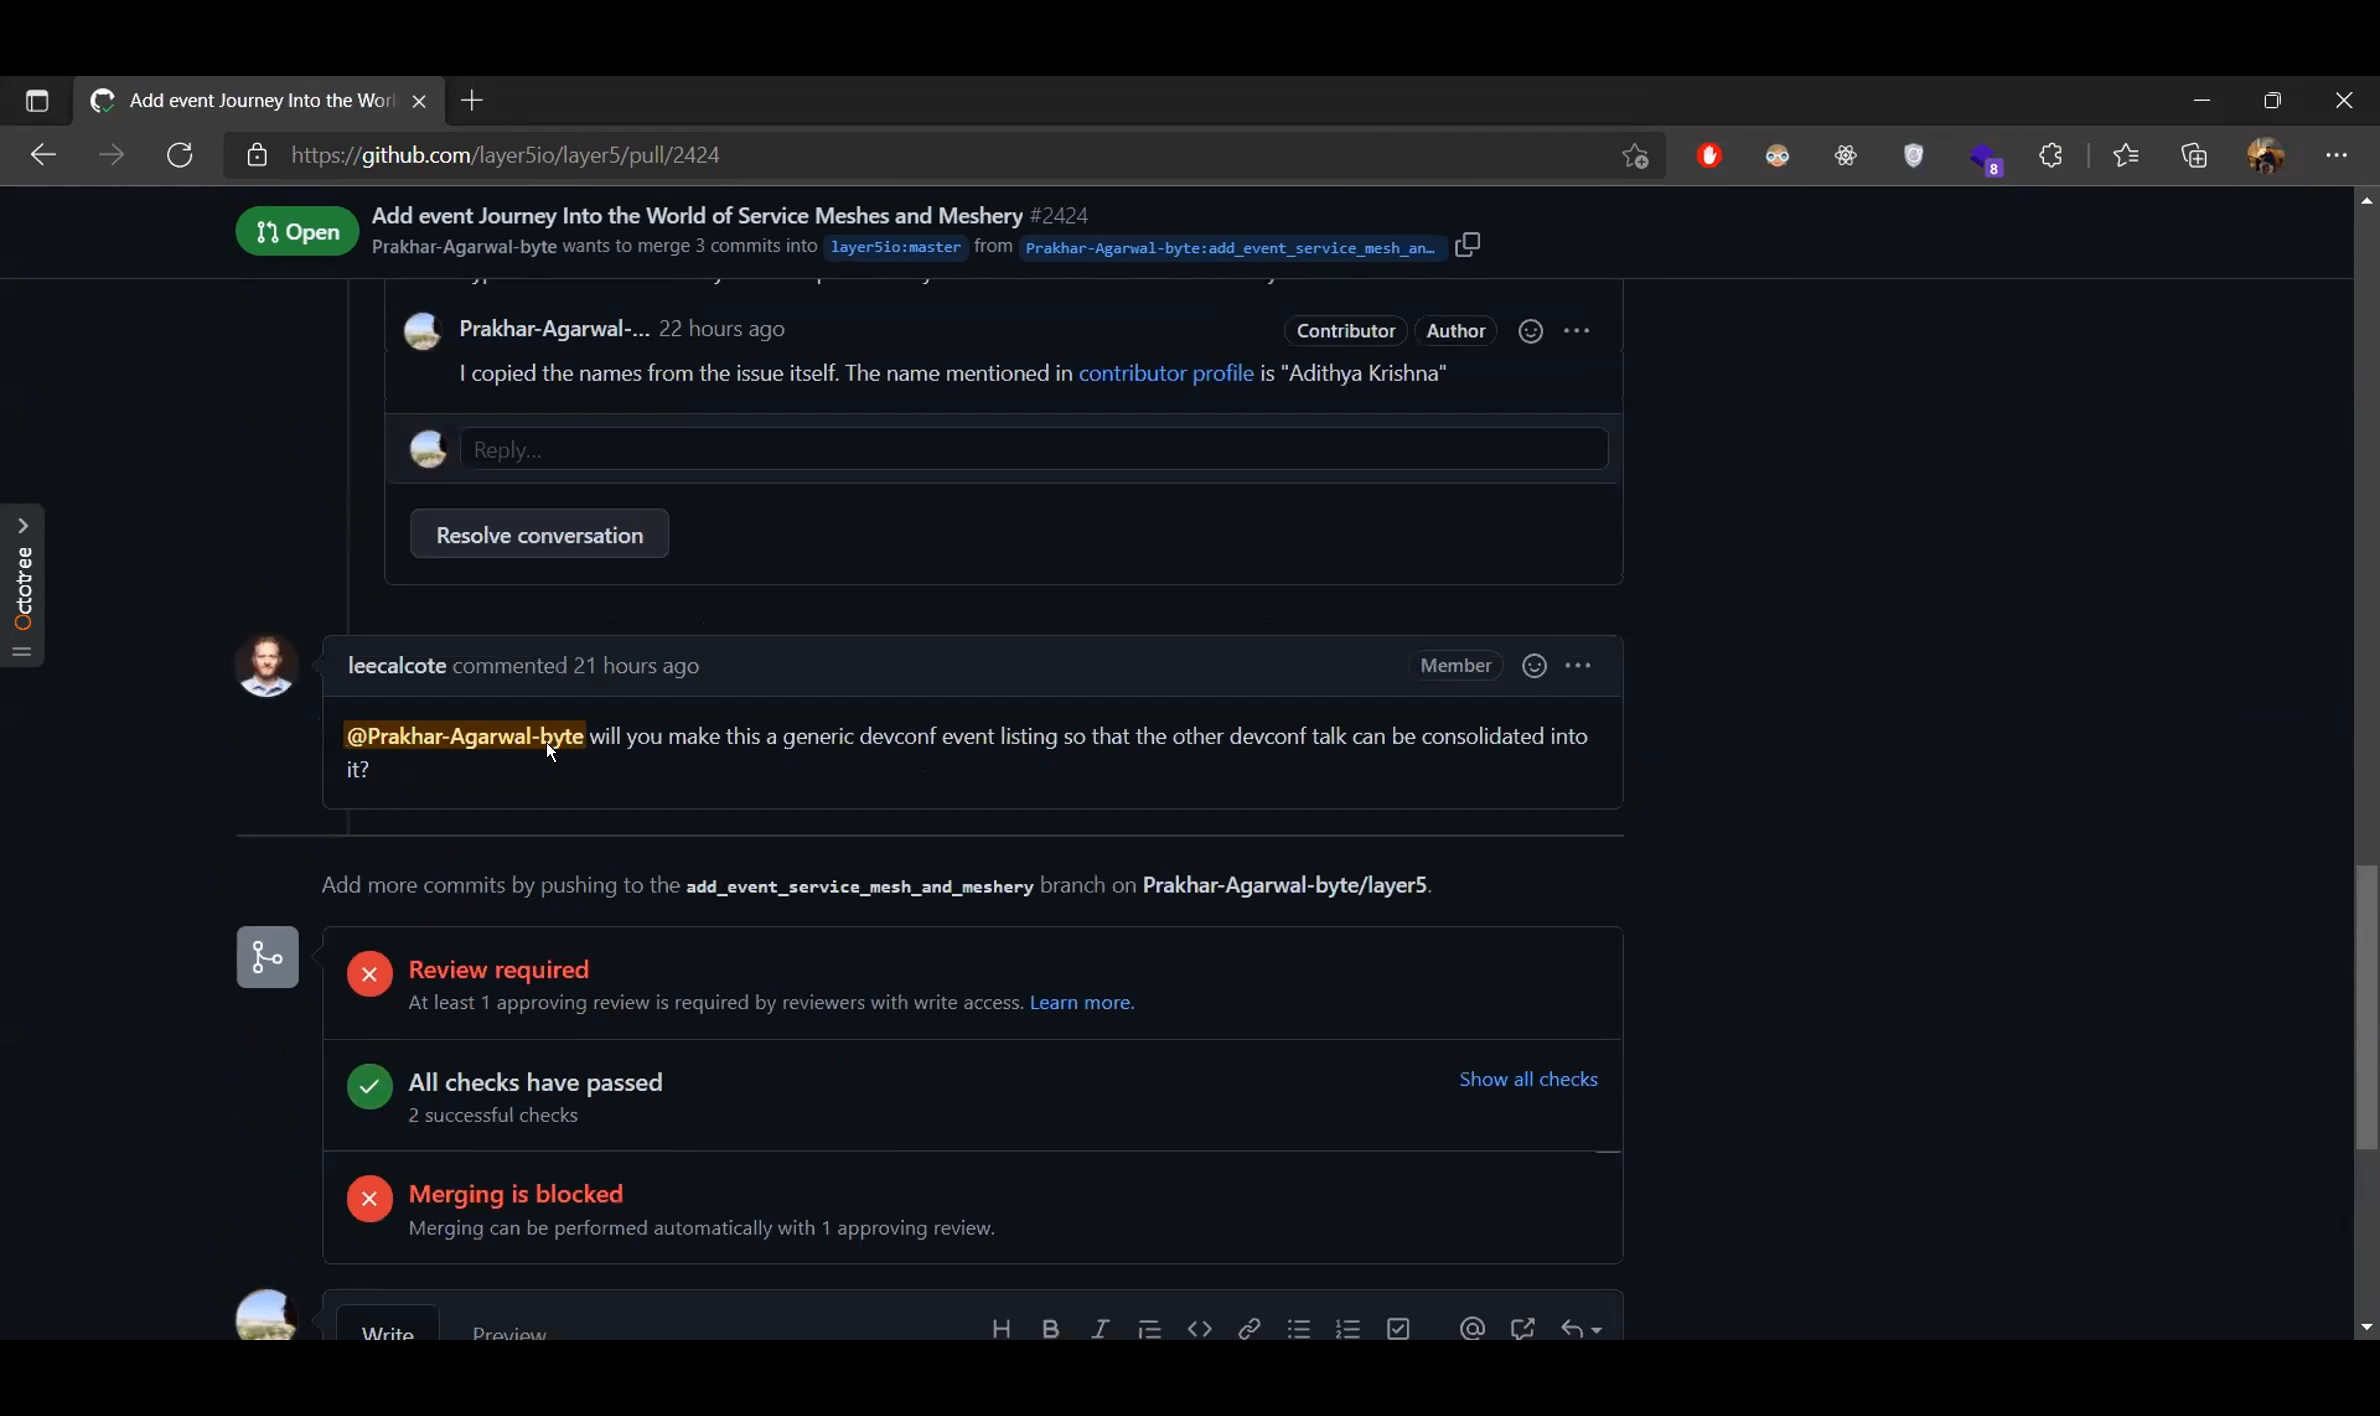 Add event Journey Into the Worl
https://github.com/layer5io/layer5/pull/2424
8
Open
Add event Journey Into the World of Service Meshes and Meshery #2424
Prakhar-Agarwal-byte wants to merge 3 commits into layer5io:master from Prakhar-Agarwal-byte:add_event_service_mesh_an…
Prakhar-Agarwal-... 22 hours ago
Contributor
Author
I copied the names from the issue itself. The name mentioned in contributor profile is "Adithya Krishna"
Reply...
Resolve conversation
Octotree
leecalcote commented 21 hours ago
Member
@Prakhar-Agarwal-byte will you make this a generic devconf event listing so that the other devconf talk can be consolidated into
it?
Add more commits by pushing to the add_event_service_mesh_and_meshery branch on Prakhar-Agarwal-byte/layer5.
Review required
At least 1 approving review is required by reviewers with write access. Learn more.
All checks have passed
Show all checks
2 successful checks
Merging is blocked
Merging can be performed automatically with 1 approving review.
Write
Preview